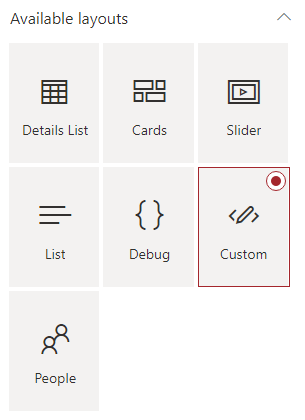 Available layouts
Details List
Cards
Slider
List
Debug
Custom
People